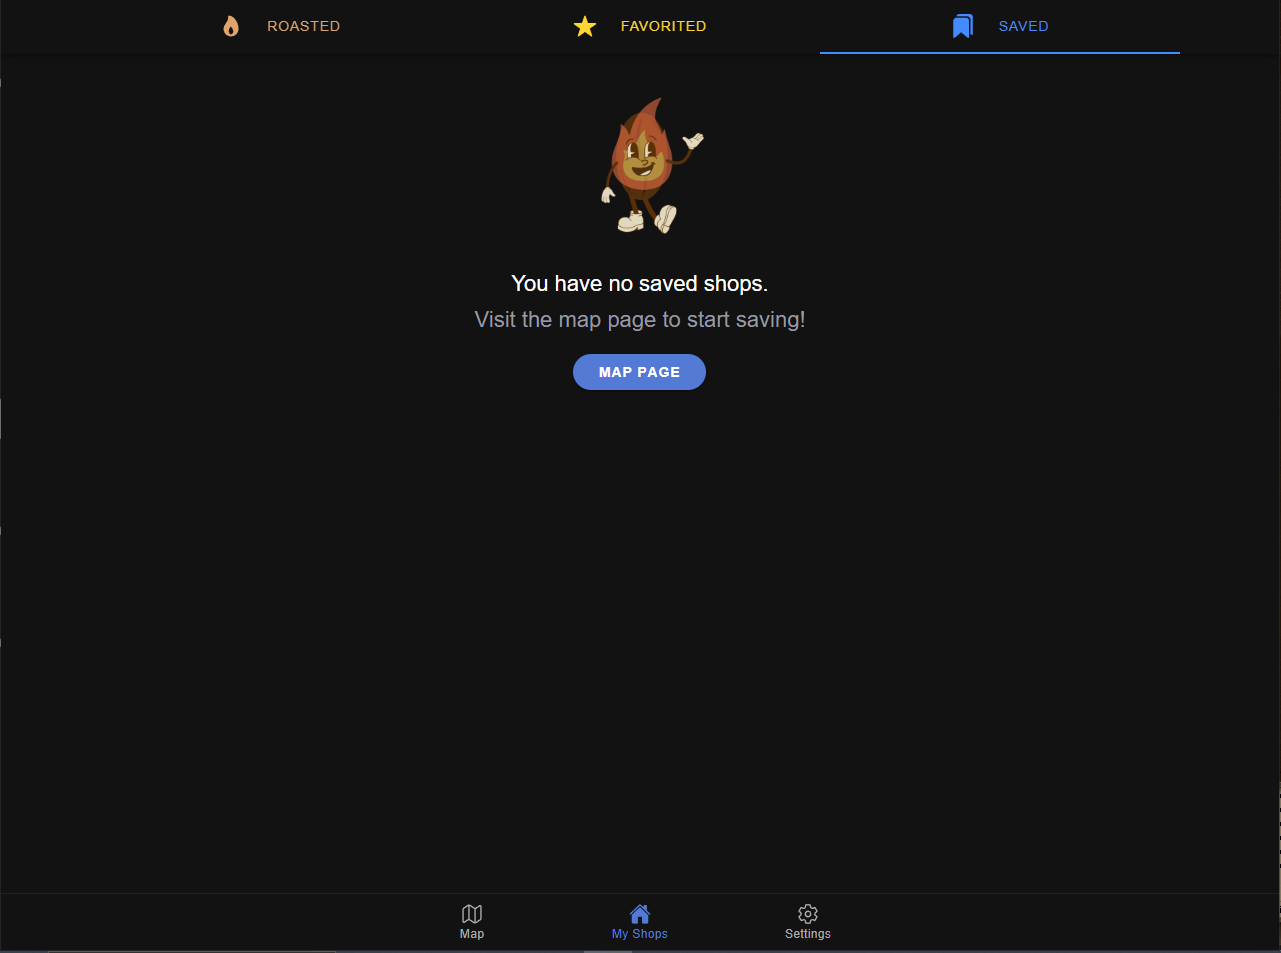 ROASTED
FAVORITED
SAVED
You have no saved shops.
Visit the map page to start saving!
MAP PAGE
Map
My Shops
Settings